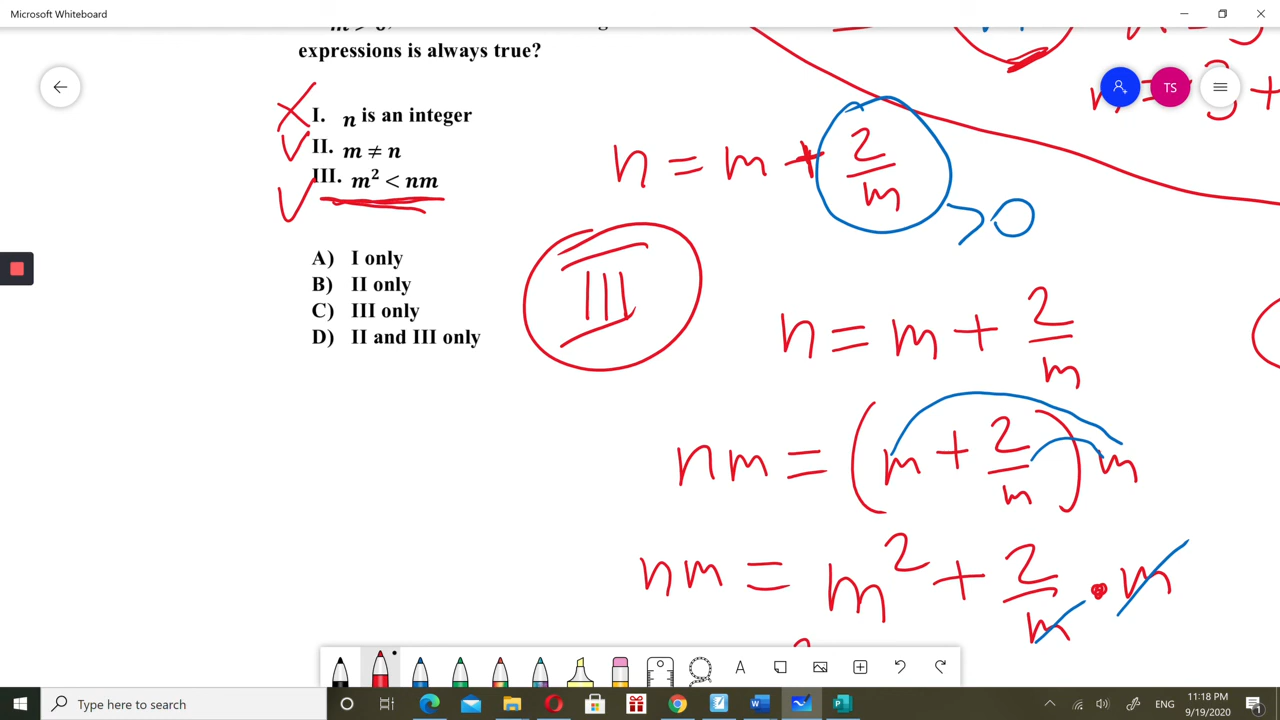 Microsoft Whiteboard
expressions is always true?
I. n is an integer
II. m ≠ n
III. m² < nm
A) I only
B) II only
C) III only
D) II and III only
n = m + 2/m
>0
III
n = m + 2/m
nm = (m + 2/m) m
nm = m² + 2/m · m
TS
Type here to search
W
P
A
ENG
11:18 PM
9/19/2020